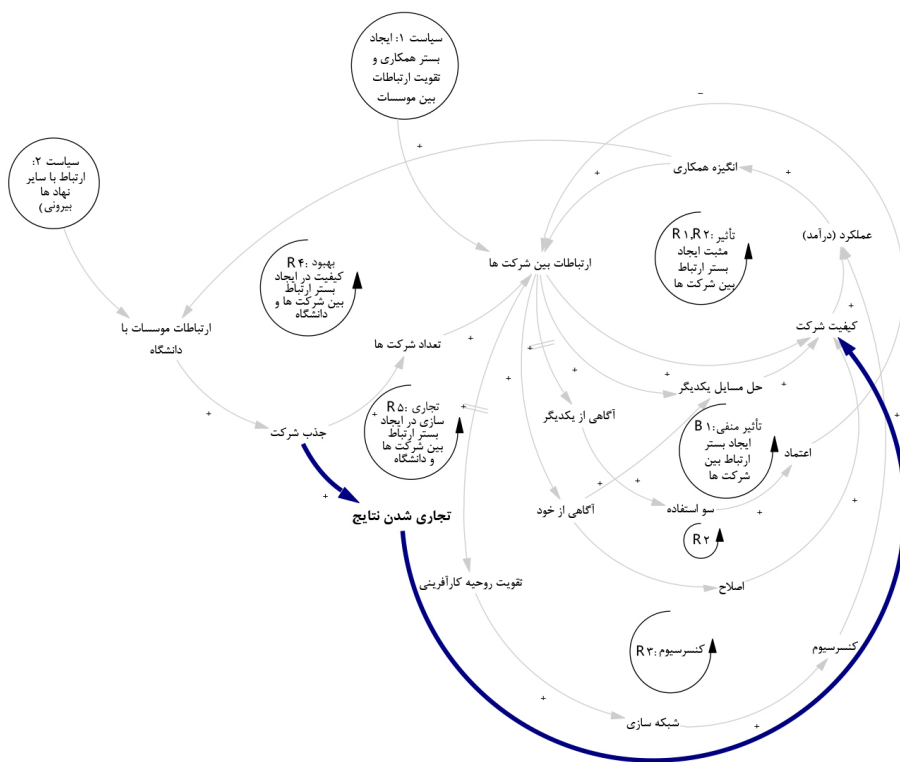 سیاست ۱: ایجاد
بستر همکاری و
تقویت ارتباطات
بین موسسات
سیاست ۲:
ارتباط با سایر
نهاد ها
بیرونی)
انگیزه همکاری
عملکرد (درآمد)
R۱,R۲: تأثیر
مثبت ایجاد
بستر ارتباط
بین شرکت ها
ارتباطات بین شرکت ها
R۴: بهبود
کیفیت در ایجاد
بستر ارتباط
بین شرکت ها و
دانشگاه
ارتباطات موسسات با
دانشگاه
کیفیت شرکت
تعداد شرکت ها
حل مسایل یکدیگر
آگاهی از یکدیگر
R۵: تجاری
سازی در ایجاد
بستر ارتباط
بین شرکت ها
و دانشگاه
جذب شرکت
B۱: تأثیر منفی
ایجاد بستر
ارتباط بین
شرکت ها
اعتماد
تجاری شدن نتایج
آگاهی از خود
سو استفاده
R۲
تقویت روحیه کارآفرینی
اصلاح
R۳: کنسرسیوم
کنسرسیوم
شبکه سازی